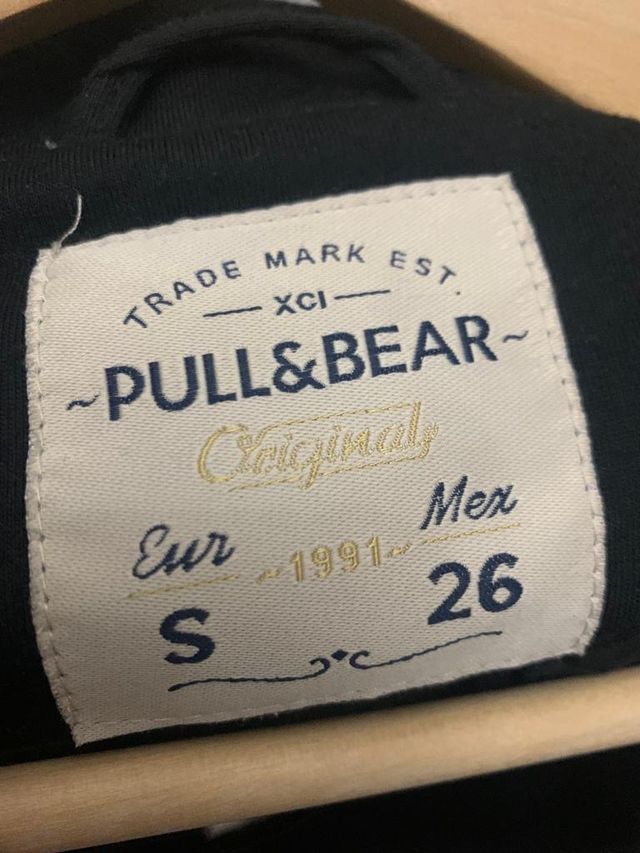 TRADE MARK EST.
XCI
~PULL&BEAR~
Originals
Eur ~1991~ Mex
S 26